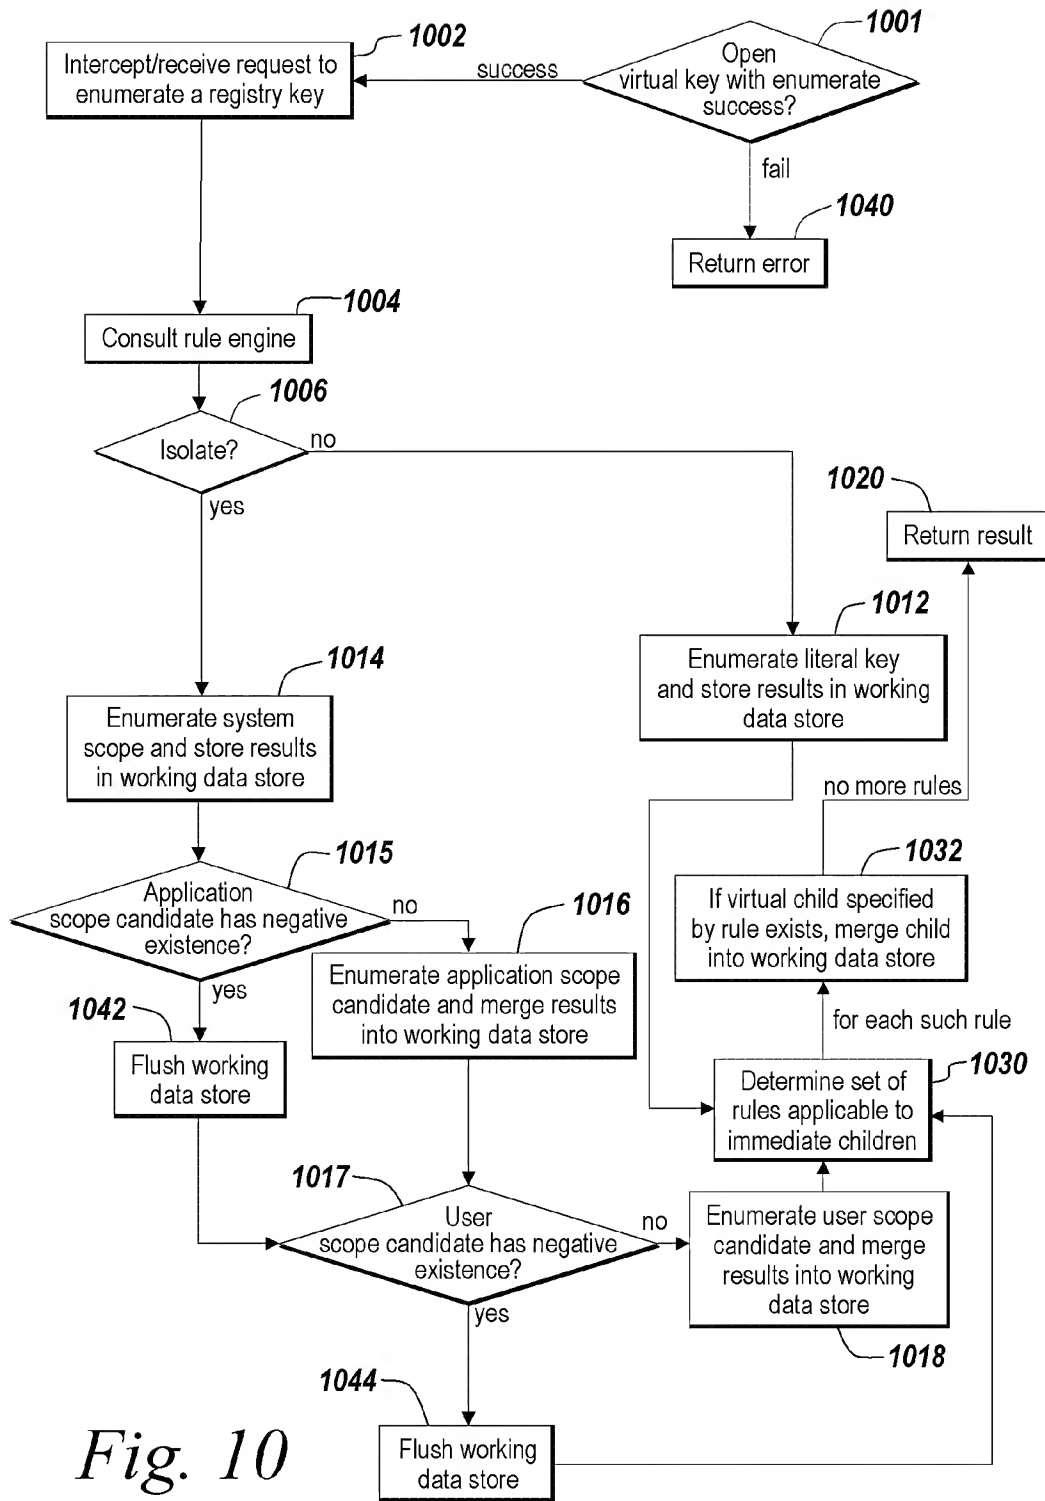 1002
Intercept/receive request to
enumerate a registry key
success
1001
Open
virtual key with enumerate
success?
fail
1040
Return error
1004
Consult rule engine
1006
Isolate?
no
yes
1020
Return result
1012
Enumerate literal key
and store results in working
data store
1014
Enumerate system
scope and store results
in working data store
no more rules
1015
Application
scope candidate has negative
existence?
no
yes
1016
Enumerate application scope
candidate and merge results
into working data store
1032
If virtual child specified
by rule exists, merge child
into working data store
1042
Flush working
data store
for each such rule
1030
Determine set of
rules applicable to
immediate children
1017
User
scope candidate has negative
existence?
no
yes
Enumerate user scope
candidate and merge
results into working
data store
1018
1044
Flush working
data store
Fig. 10